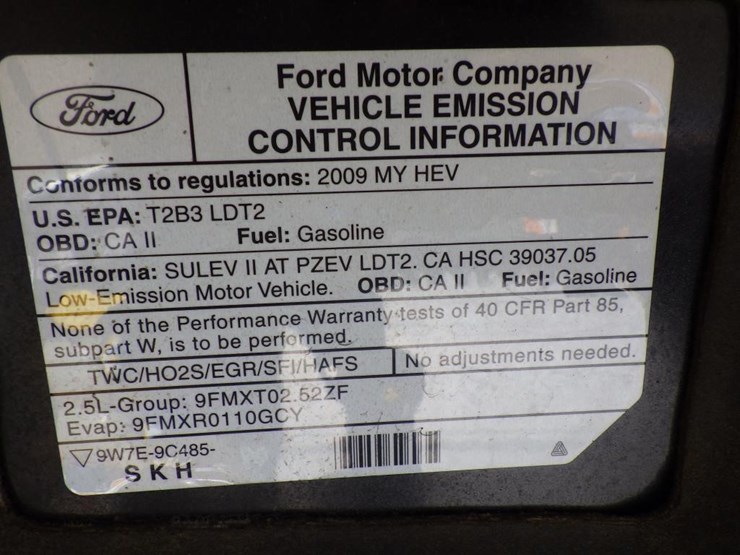 Ford
Ford Motor Company
VEHICLE EMISSION
CONTROL INFORMATION
Conforms to regulations: 2009 MY HEV
U.S. EPA: T2B3 LDT2
OBD: CA II Fuel: Gasoline
California: SULEV II AT PZEV LDT2. CA HSC 39037.05
Low-Emission Motor Vehicle. OBD: CA II Fuel: Gasoline
None of the Performance Warranty tests of 40 CFR Part 85,
subpart W, is to be performed.
TWC/HO2S/EGR/SFI/HAFS No adjustments needed.
2.5L-Group: 9FMXT02.52ZF
Evap: 9FMXR0110GCY
9W7E-9C485-
SKH